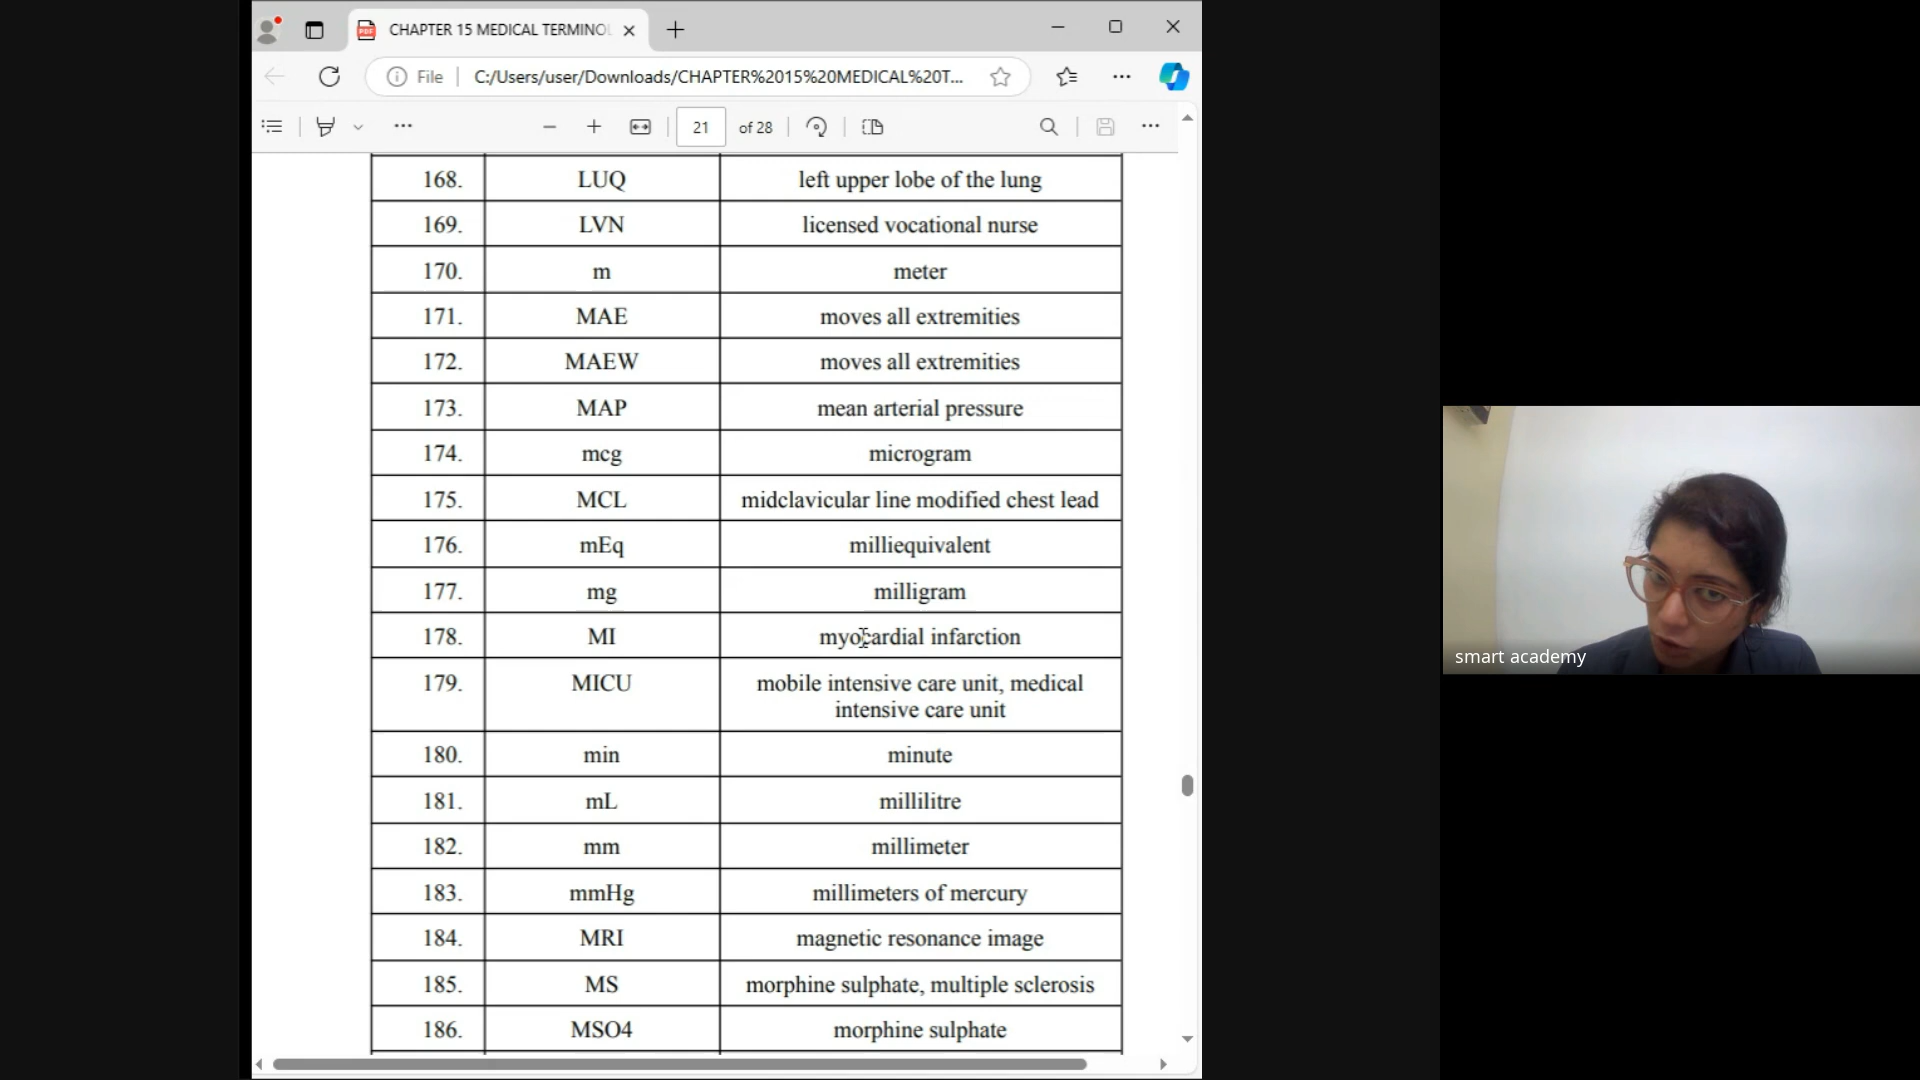 CHAPTER 15 MEDICAL TERMINOL
File
C:/Users/user/Downloads/CHAPTER%2015%20MEDICAL%20T...
21 of 28
168. LUQ left upper lobe of the lung
169. LVN licensed vocational nurse
170. m meter
171. MAE moves all extremities
172. MAEW moves all extremities
173. MAP mean arterial pressure
174. mcg microgram
175. MCL midclavicular line modified chest lead
176. mEq milliequivalent
177. mg milligram
178. MI myocardial infarction
179. MICU mobile intensive care unit, medical
intensive care unit
180. min minute
181. mL millilitre
182. mm millimeter
183. mmHg millimeters of mercury
184. MRI magnetic resonance image
185. MS morphine sulphate, multiple sclerosis
186. MSO4 morphine sulphate
smart academy